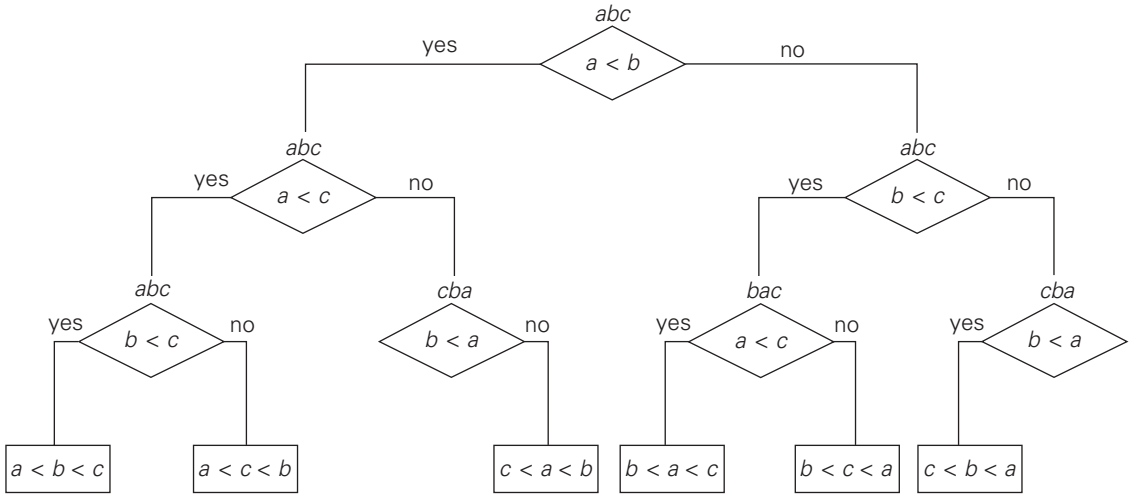 abc
yes
a < b
no
abc
abc
yes
a < c
no
yes
b < c
no
abc
cba
bac
cba
yes
b < c
no
b < a
no
yes
a < c
no
yes
b < a
a < b < c
a < c < b
c < a < b
b < a < c
b < c < a
c < b < a